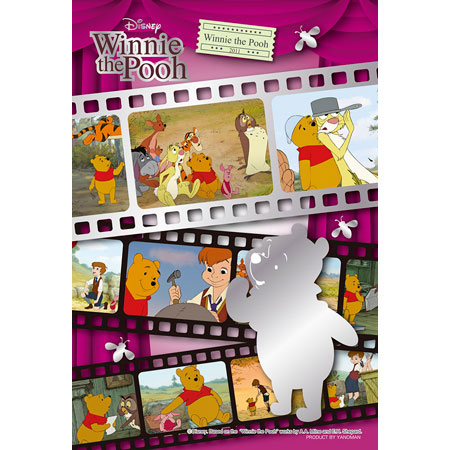 Disney
Winnie
the Pooh
Winnie the Pooh
2011
© Disney. Based on the "Winnie the Pooh" works by A.A. Milne and E.H. Shepard.
PRODUCT BY YANOMAN